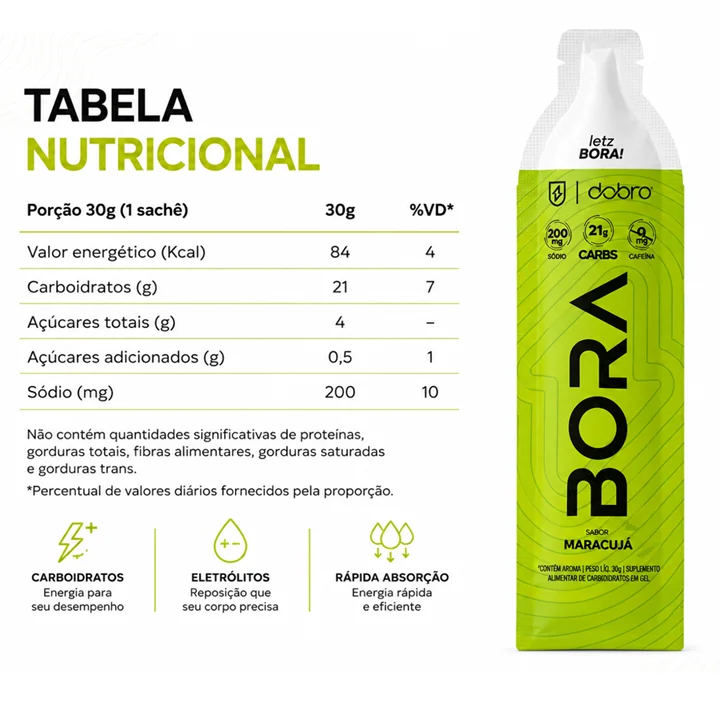 TABELA
NUTRICIONAL
Porção 30g (1 sachê) 30g %VD*
Valor energético (Kcal) 84 4
Carboidratos (g) 21 7
Açúcares totais (g) 4 –
Açúcares adicionados (g) 0,5 1
Sódio (mg) 200 10
Não contém quantidades significativas de proteínas,
gorduras totais, fibras alimentares, gorduras saturadas
e gorduras trans.
*Percentual de valores diários fornecidos pela proporção.
CARBOIDRATOS
Energia para
seu desempenho
ELETRÓLITOS
Reposição que
seu corpo precisa
RÁPIDA ABSORÇÃO
Energia rápida
e eficiente
letz
BORA!
dobro
200 mg
SÓDIO
21g
CARBS
0 mg
CAFEÍNA
BORA
SABOR
MARACUJÁ
*CONTÉM AROMA | PESO LÍQ. 30g | SUPLEMENTO
ALIMENTAR DE CARBOIDRATOS EM GEL